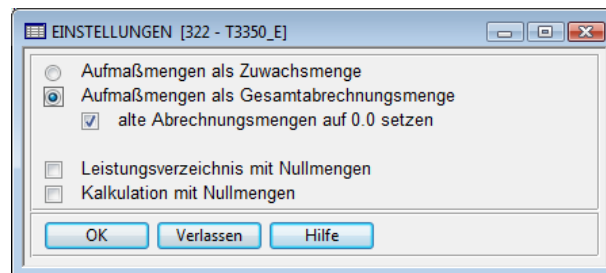 EINSTELLUNGEN [322 - T3350_E]
Aufmaßmengen als Zuwachsmenge
Aufmaßmengen als Gesamtabrechnungsmenge
alte Abrechnungsmengen auf 0.0 setzen
Leistungsverzeichnis mit Nullmengen
Kalkulation mit Nullmengen
OK Verlassen Hilfe